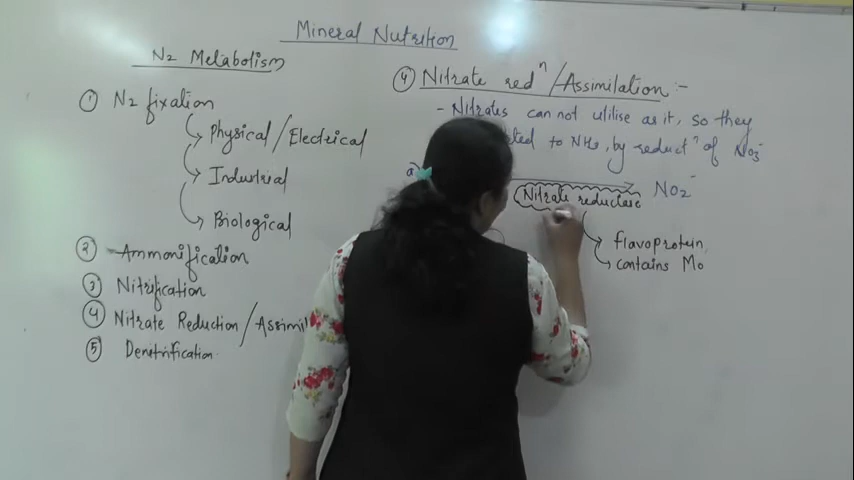 Mineral Nutrition
N2 Metabolism
① N2 fixation
Physical/Electrical
Industrial
Biological
② Ammonification
③ Nitrification
④ Nitrate Reduction/Assimil
⑤ Denitrification
④ Nitrate redⁿ/Assimilation :-
- Nitrates can not utilise as it, so they
to NH3, by reductⁿ of NO3⁻
a) NO2⁻
Nitrate reductase
flavoprotein,
contains Mo